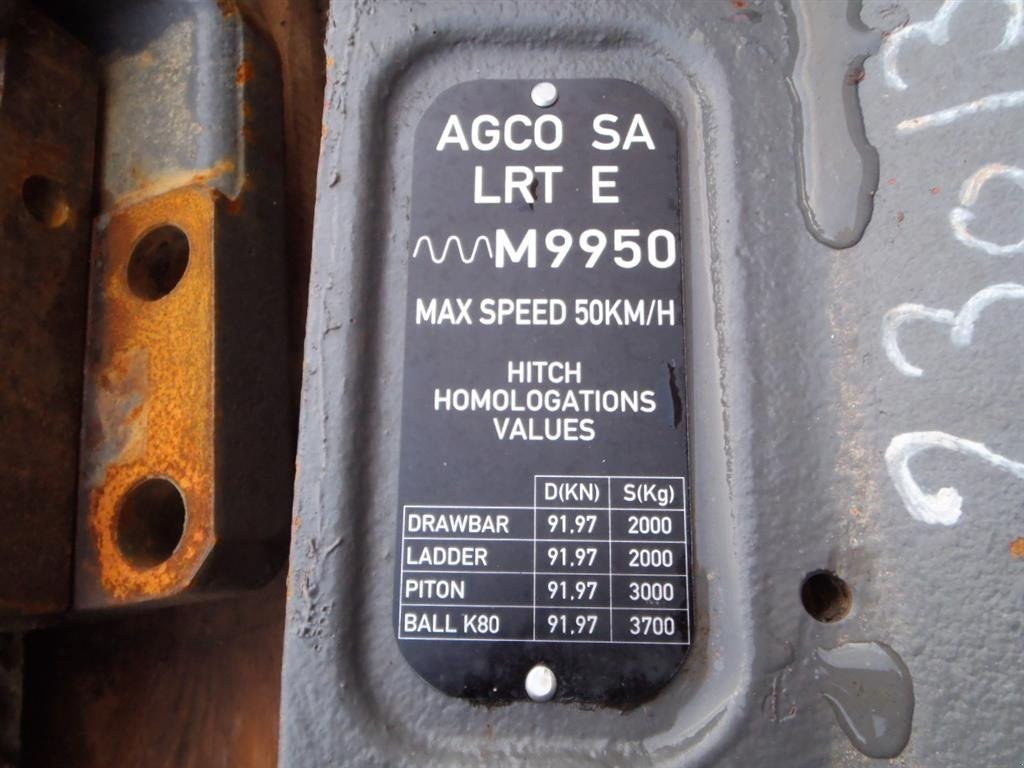 AGCO SA
LRT E
M9950
MAX SPEED 50KM/H
HITCH
HOMOLOGATIONS
VALUES
D(KN) S(Kg)
DRAWBAR 91,97 2000
LADDER 91,97 2000
PITON 91,97 3000
BALL K80 91,97 3700